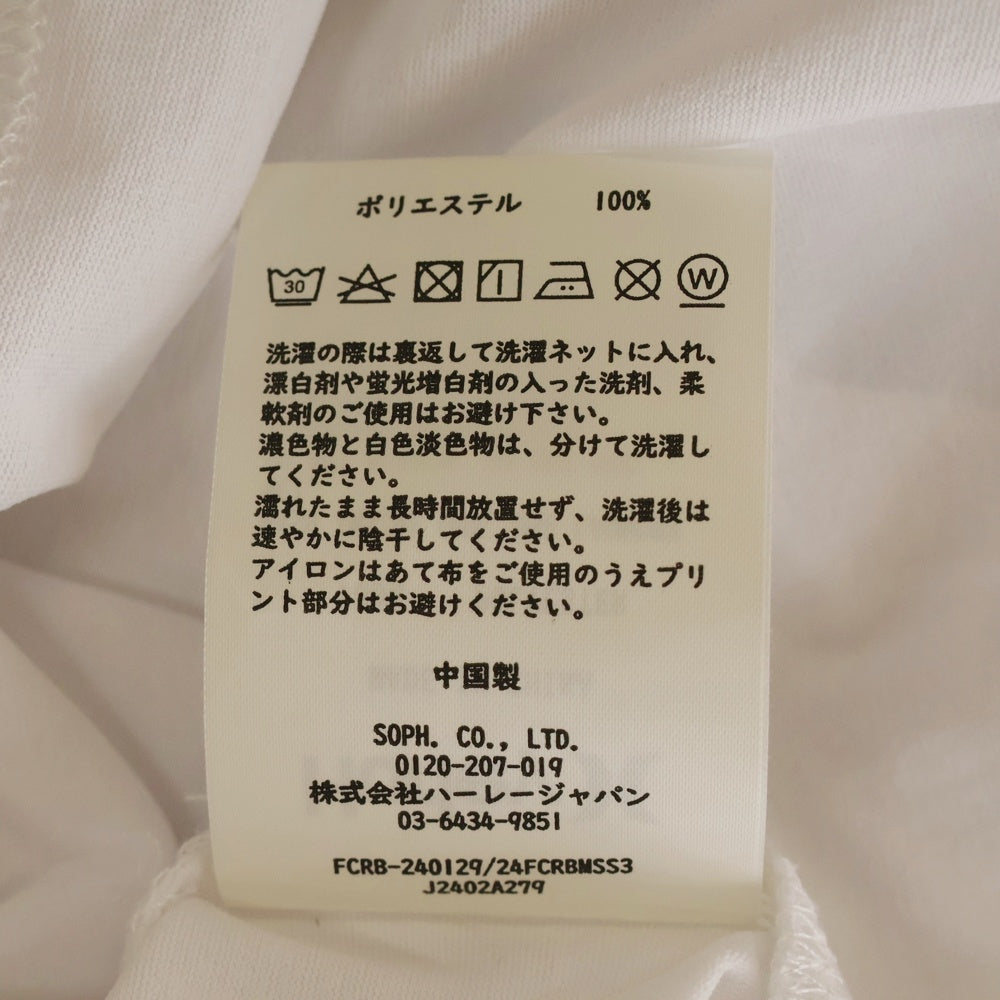 ポリエステル 100%
30
W
洗濯の際は裏返して洗濯ネットに入れ、
漂白剤や蛍光増白剤の入った洗剤、柔
軟剤のご使用はお避け下さい。
濃色物と白色淡色物は、分けて洗濯し
てください。
濡れたまま長時間放置せず、洗濯後は
速やかに陰干してください。
アイロンはあて布をご使用のうえプリ
ント部分はお避けください。
中国製
SOPH. CO., LTD.
0120-207-019
株式会社ハーレージャパン
03-6434-9851
FCRB-240129/24FCRBMSS3
J2402A279